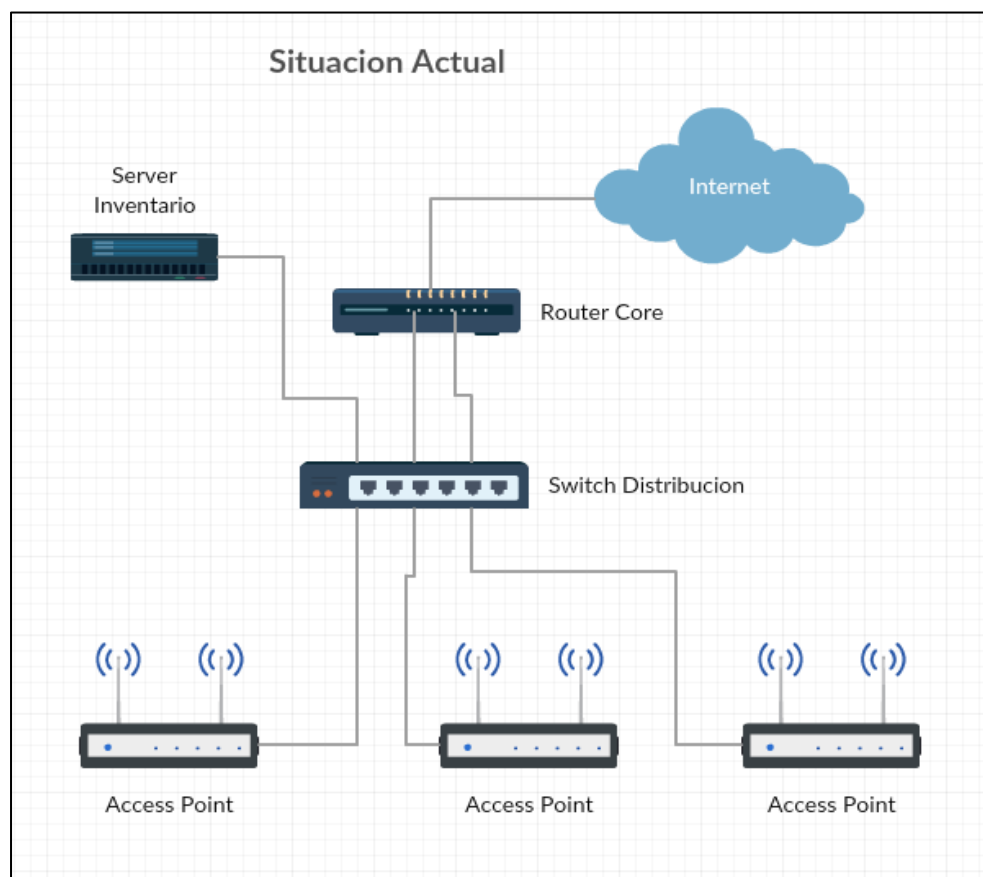 Situacion Actual
Server
Inventario
Internet
Router Core
Switch Distribucion
Access Point
Access Point
Access Point